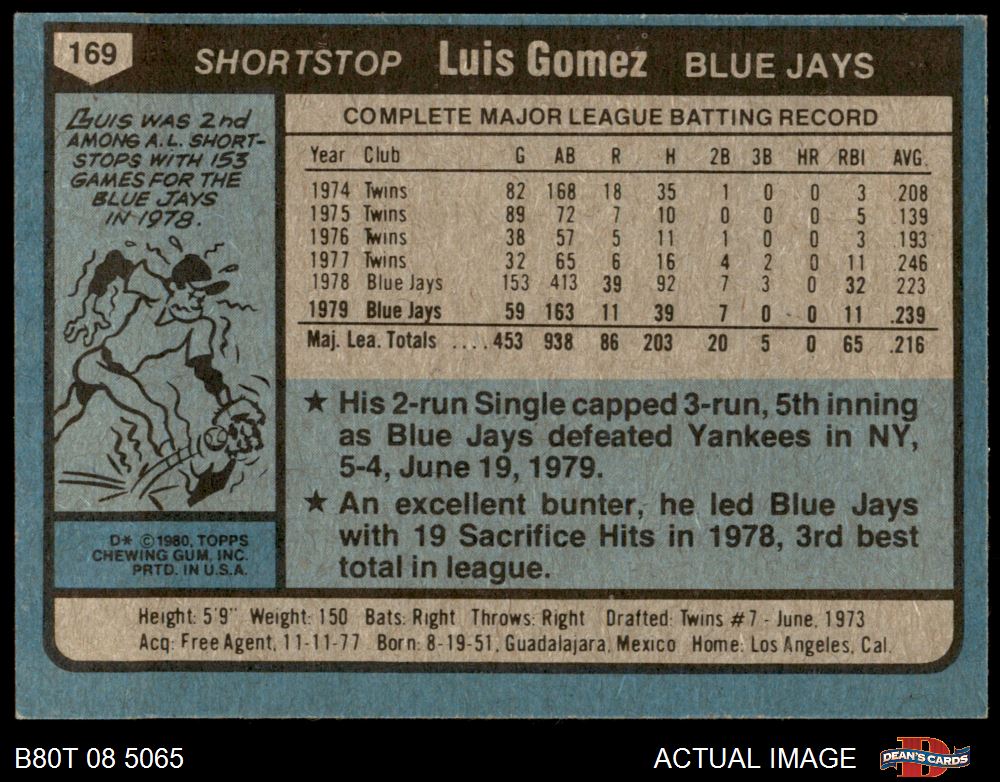 169
SHORTSTOP Luis Gomez BLUE JAYS
LUIS WAS 2nd
AMONG A.L. SHORT-
STOPS WITH 153
GAMES FOR THE
BLUE JAYS
IN 1978.
COMPLETE MAJOR LEAGUE BATTING RECORD
Year Club G AB R H 2B 3B HR RBI AVG.
1974 Twins 82 168 18 35 1 0 0 3 .208
1975 Twins 89 72 7 10 0 0 0 5 .139
1976 Twins 38 57 5 11 1 0 0 3 .193
1977 Twins 32 65 6 16 4 2 0 11 .246
1978 Blue Jays 153 413 39 92 7 3 0 32 .223
1979 Blue Jays 59 163 11 39 7 0 0 11 .239
Maj. Lea. Totals ....453 938 86 203 20 5 0 65 .216
★ His 2-run Single capped 3-run, 5th inning
as Blue Jays defeated Yankees in NY,
5-4, June 19, 1979.
★ An excellent bunter, he led Blue Jays
with 19 Sacrifice Hits in 1978, 3rd best
total in league.
D* ©1980, TOPPS
CHEWING GUM, INC.
PRTD. IN U.S.A.
Height: 5'9" Weight: 150 Bats: Right Throws: Right Drafted: Twins #7 - June, 1973
Acq: Free Agent, 11-11-77 Born: 8-19-51, Guadalajara, Mexico Home: Los Angeles, Cal.
B80T 08 5065
ACTUAL IMAGE
DEAN'S CARDS